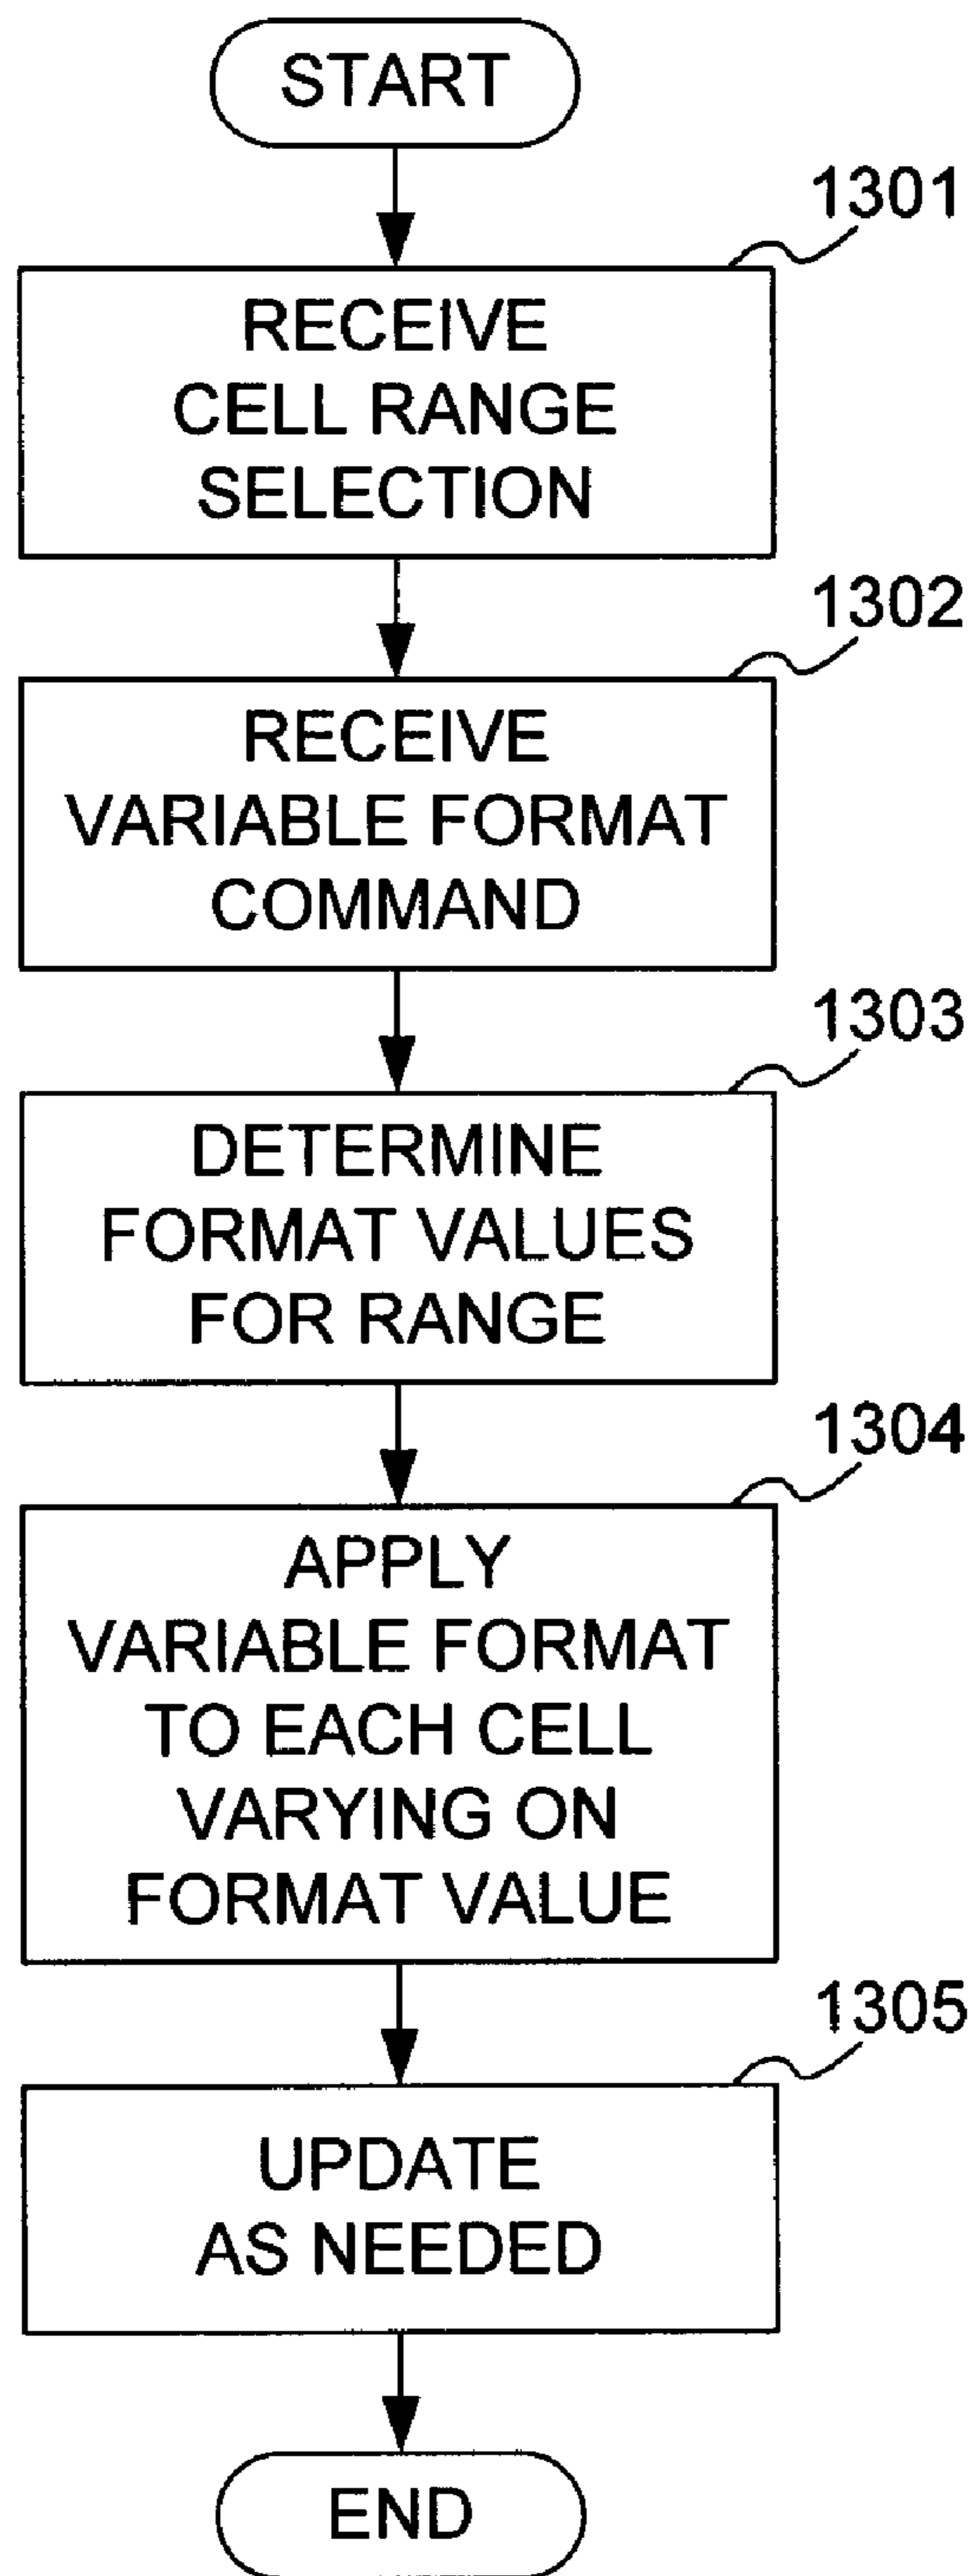 START
1301
RECEIVE
CELL RANGE
SELECTION
1302
RECEIVE
VARIABLE FORMAT
COMMAND
1303
DETERMINE
FORMAT VALUES
FOR RANGE
1304
APPLY
VARIABLE FORMAT
TO EACH CELL
VARYING ON
FORMAT VALUE
1305
UPDATE
AS NEEDED
END